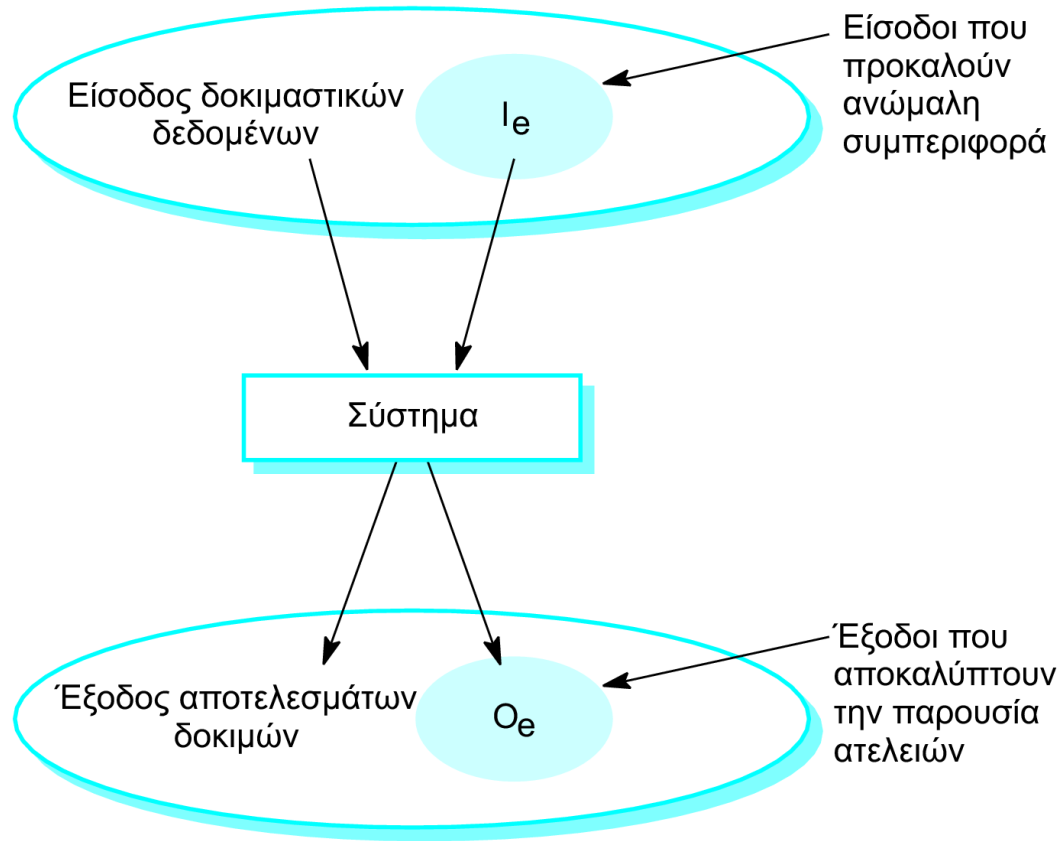 Είσοδος δοκιμαστικών
δεδομένων
Ie
Είσοδοι που
προκαλούν
ανώμαλη
συμπεριφορά
Σύστημα
Έξοδος αποτελεσμάτων
δοκιμών
Oe
Έξοδοι που
αποκαλύπτουν
την παρουσία
ατελειών